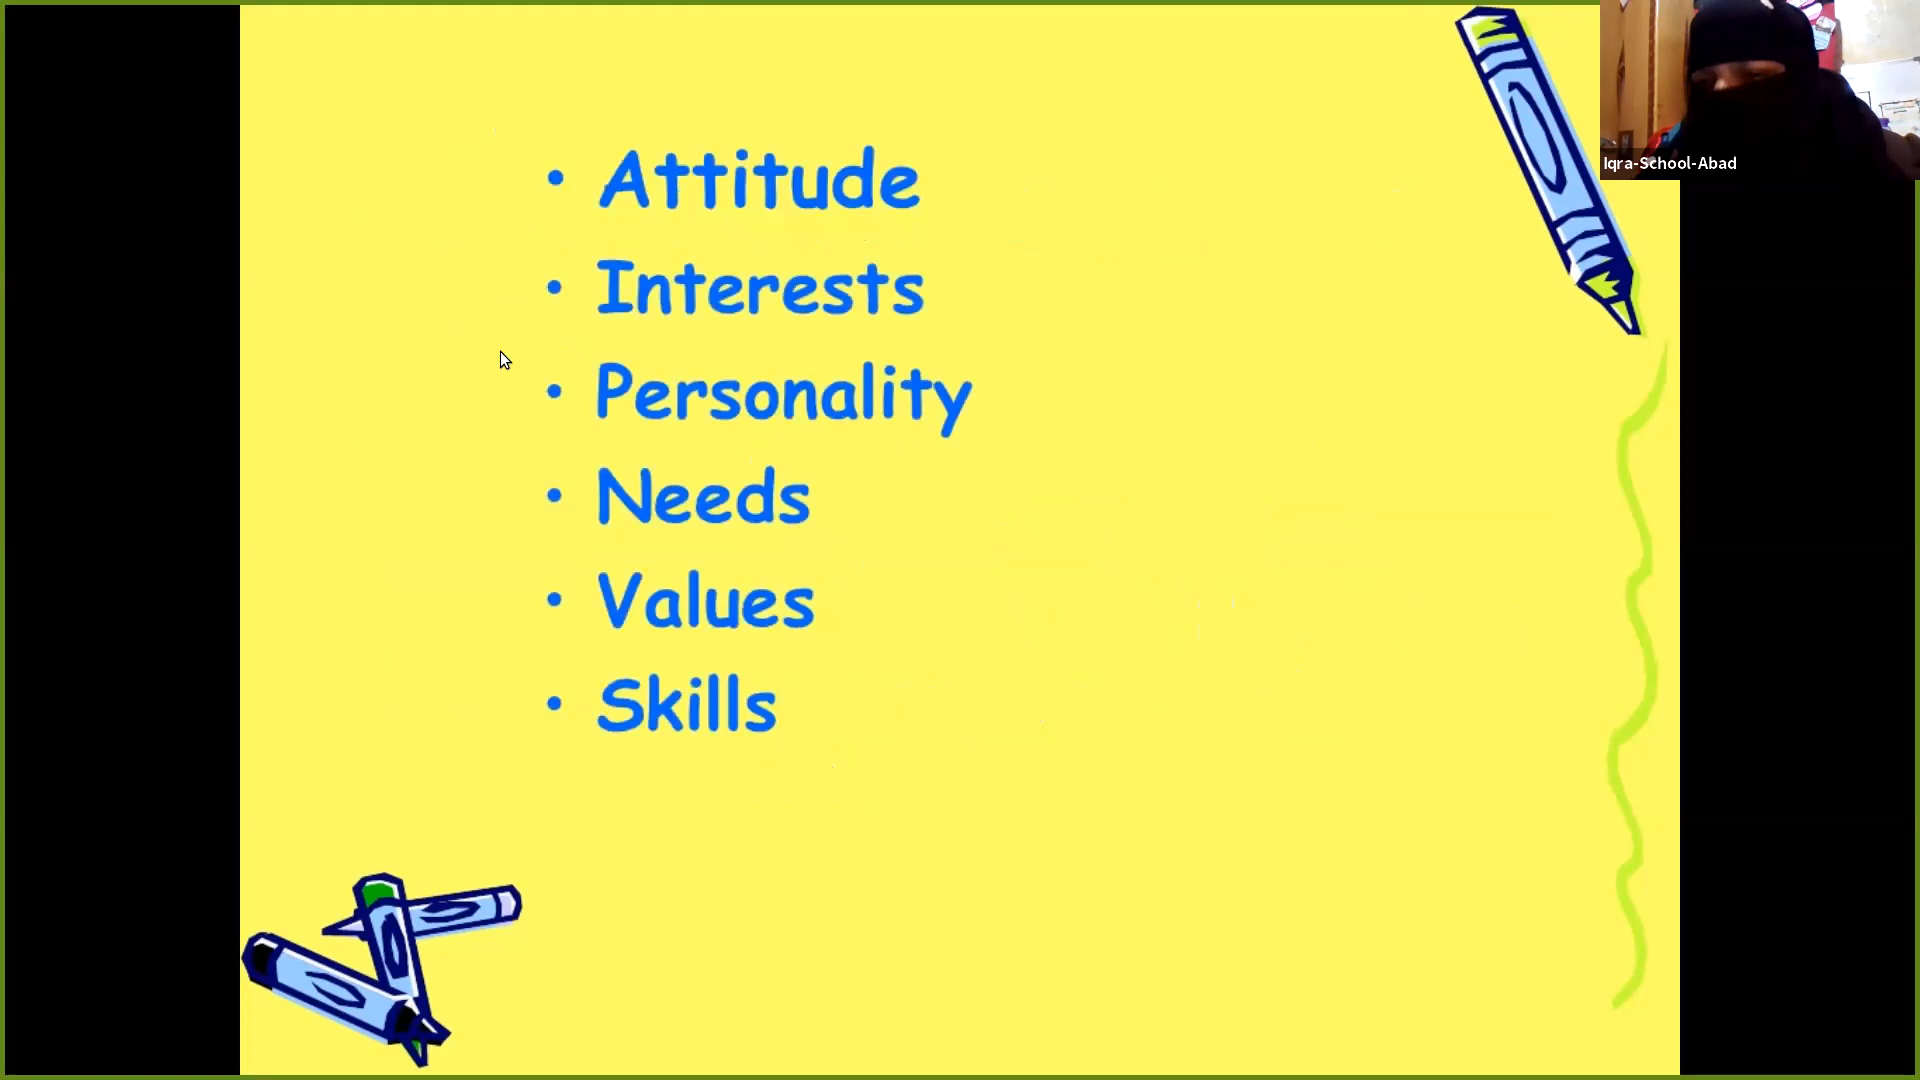 • Attitude
• Interests
• Personality
• Needs
• Values
• Skills
Iqra-School-Abad